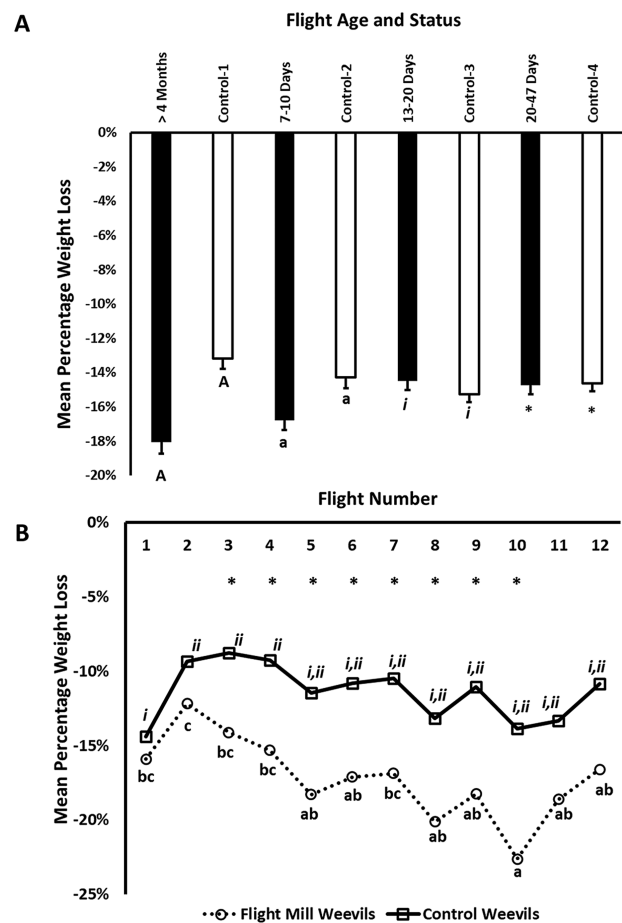 A
Flight Age and Status
> 4 Months
Control-1
7-10 Days
Control-2
13-20 Days
Control-3
20-47 Days
Control-4
Mean Percentage Weight Loss
0%
-2%
-4%
-6%
-8%
-10%
-12%
-14%
-16%
-18%
-20%
A
A
a
a
i
i
*
*
B
Flight Number
Mean Percentage Weight Loss
0%
-5%
-10%
-15%
-20%
-25%
1 2 3 4 5 6 7 8 9 10 11 12
* * * * * * * *
i ii ii ii i,ii i,ii i,ii i,ii i,ii i,ii i,ii i,ii
bc c bc bc ab ab bc ab ab a ab ab
Flight Mill Weevils Control Weevils